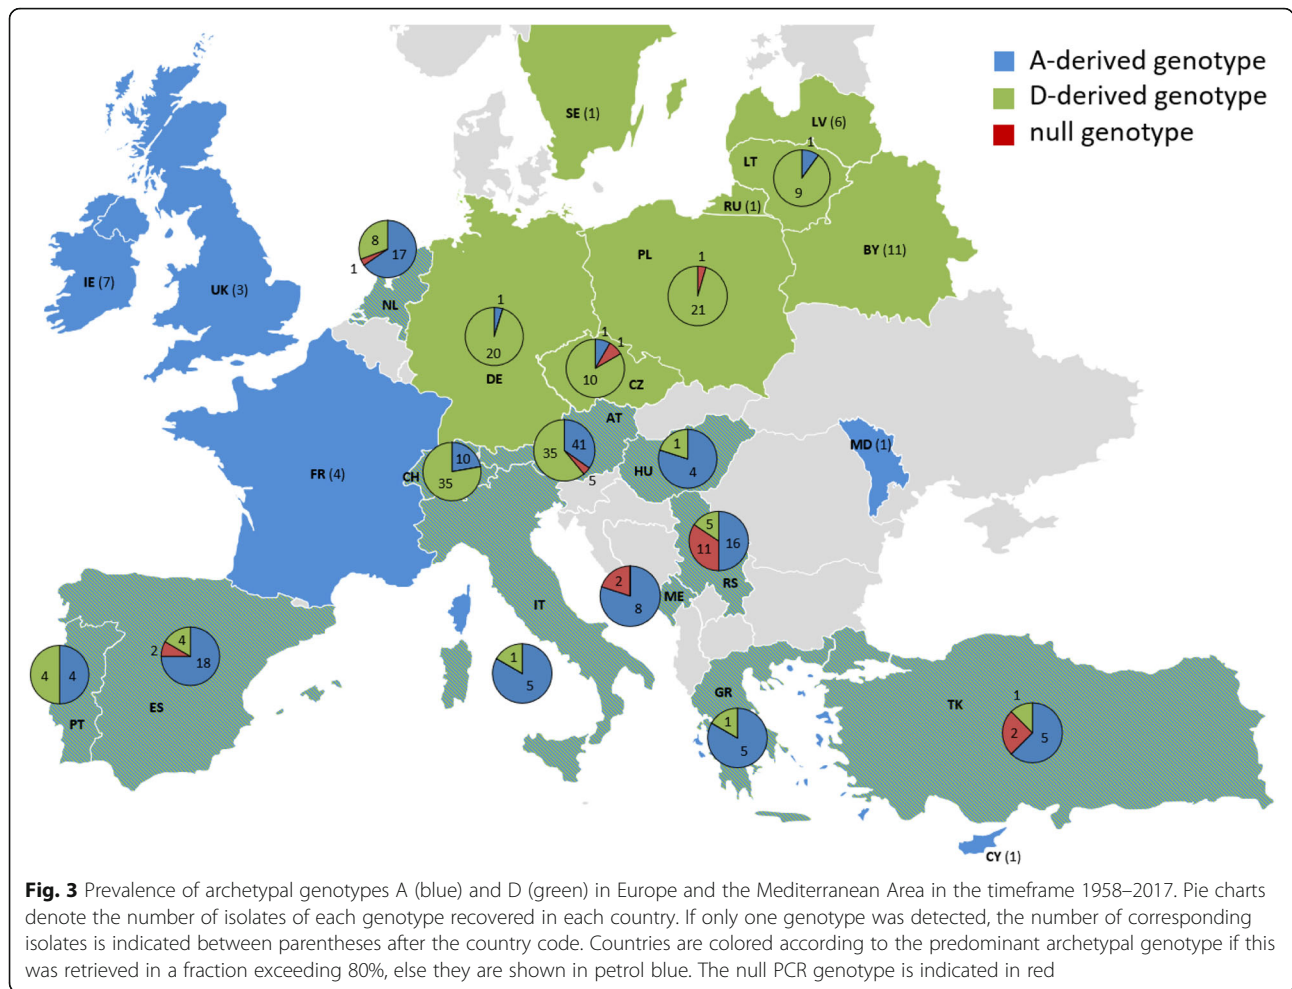 A-derived genotype
D-derived genotype
null genotype
SE (1)
LV (6)
LT
1
9
RU (1)
BY (11)
PL
1
21
IE (7)
UK (3)
8
17
1
NL
1
20
DE
1
1
10
CZ
AT
41
35
5
CH
10
35
HU
1
4
MD (1)
FR (4)
5
16
11
RS
2
8
ME
IT
1
5
4
2
18
ES
4
4
PT
GR
1
5
TK
1
2
5
CY (1)
Fig. 3 Prevalence of archetypal genotypes A (blue) and D (green) in Europe and the Mediterranean Area in the timeframe 1958–2017. Pie charts
denote the number of isolates of each genotype recovered in each country. If only one genotype was detected, the number of corresponding
isolates is indicated between parentheses after the country code. Countries are colored according to the predominant archetypal genotype if this
was retrieved in a fraction exceeding 80%, else they are shown in petrol blue. The null PCR genotype is indicated in red